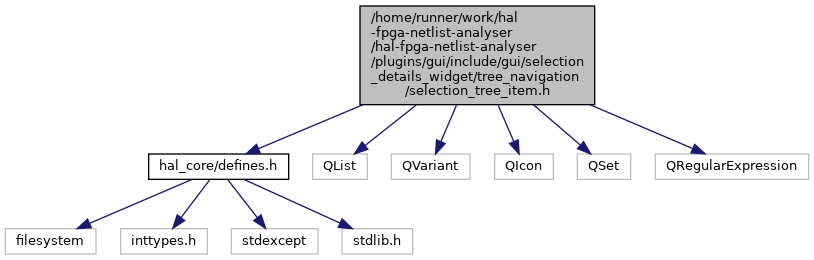 /home/runner/work/hal
-fpga-netlist-analyser
/hal-fpga-netlist-analyser
/plugins/gui/include/gui/selection
_details_widget/tree_navigation
/selection_tree_item.h
hal_core/defines.h
QList
QVariant
QIcon
QSet
QRegularExpression
filesystem
inttypes.h
stdexcept
stdlib.h